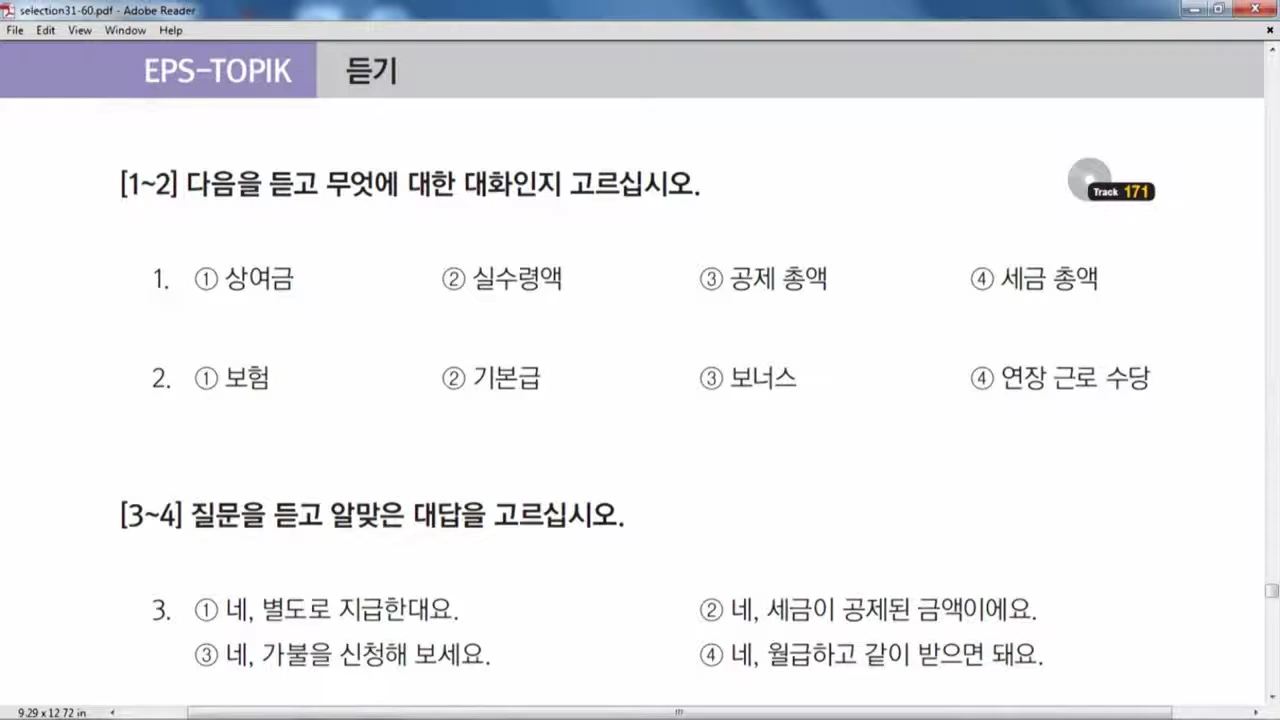 selection31-60.pdf - Adobe Reader
File Edit View Window Help
EPS-TOPIK 듣기
[1~2] 다음을 듣고 무엇에 대한 대화인지 고르십시오.
Track 171
1. ① 상여금 ② 실수령액 ③ 공제 총액 ④ 세금 총액
2. ① 보험 ② 기본급 ③ 보너스 ④ 연장 근로 수당
[3~4] 질문을 듣고 알맞은 대답을 고르십시오.
3. ① 네, 별도로 지급한대요. ② 네, 세금이 공제된 금액이에요.
③ 네, 가불을 신청해 보세요. ④ 네, 월급하고 같이 받으면 돼요.
9.29 x 12.72 in